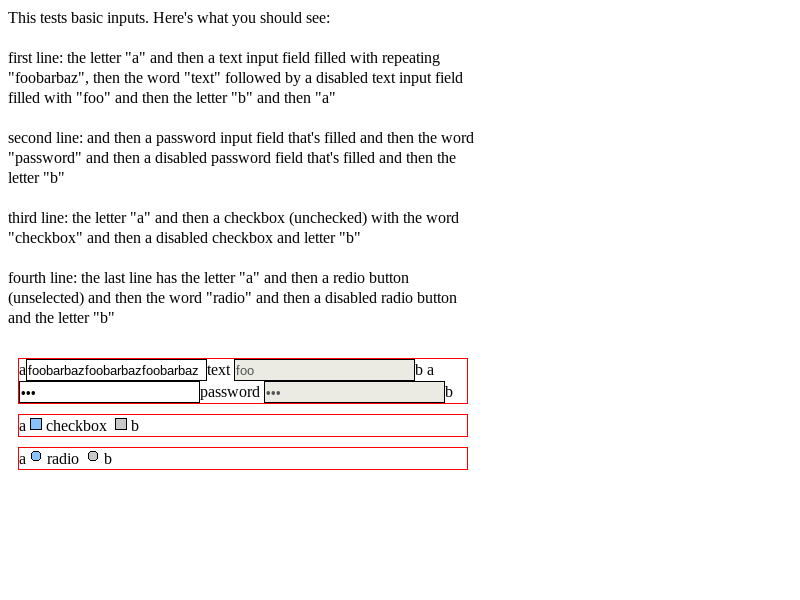 This tests basic inputs. Here's what you should see:
first line: the letter "a" and then a text input field filled with repeating
"foobarbaz", then the word "text" followed by a disabled text input field
filled with "foo" and then the letter "b" and then "a"
second line: and then a password input field that's filled and then the word
"password" and then a disabled password field that's filled and then the
letter "b"
third line: the letter "a" and then a checkbox (unchecked) with the word
"checkbox" and then a disabled checkbox and letter "b"
fourth line: the last line has the letter "a" and then a redio button
(unselected) and then the word "radio" and then a disabled radio button
and the letter "b"
a foobarbazfoobarbazfoobarbaz text foo b a
••• password ••• b
a checkbox b
a radio b